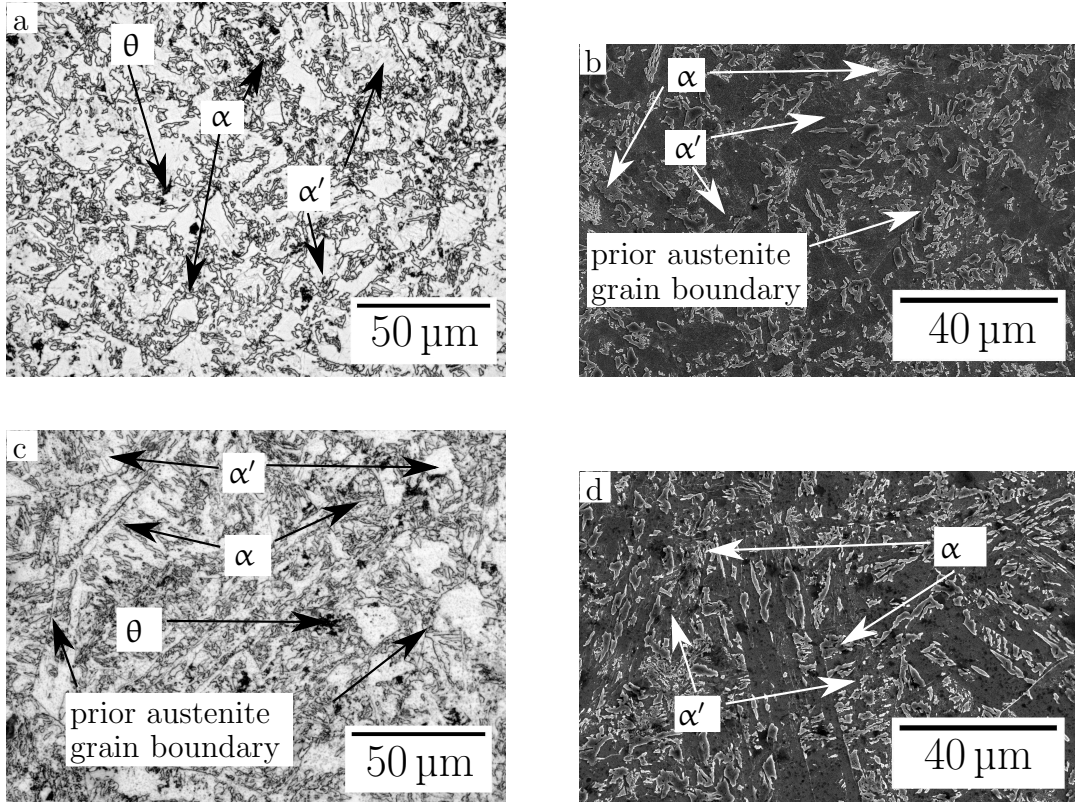 a
θ
α
α′
50 µm
b
α
α′
prior austenite
grain boundary
40 µm
c
α′
α
θ
prior austenite
grain boundary
50 µm
d
α
α′
40 µm